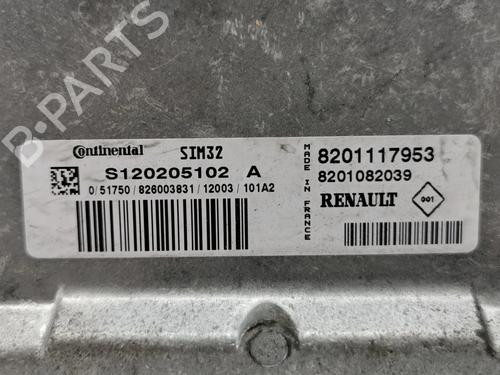 B-PARTS
Continental SIM32
S120205102 A
0/51750/826003831/12003/101A2
MADE IN FRANCE
8201117953
8201082039
RENAULT 001